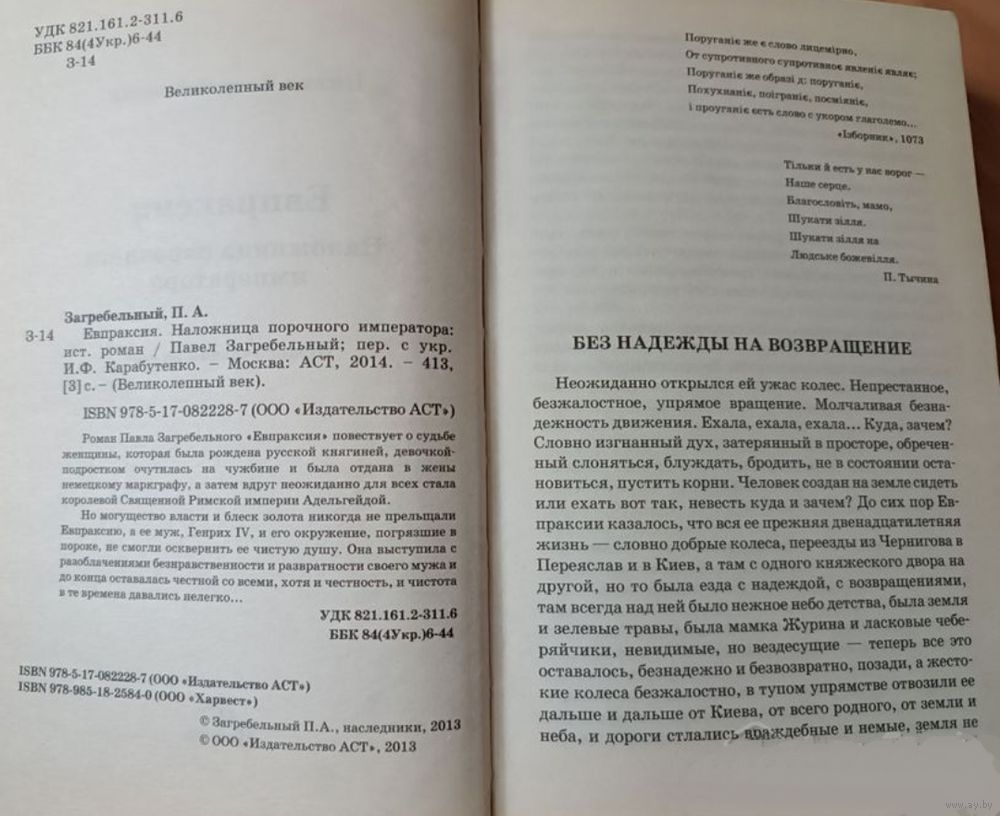 УДК 821.161.2-311.6
ББК 84(4Укр.)6-44
З-14
Великолепный век
Загребельный, П. А.
З-14 Евпраксия. Наложница порочного императора:
ист. роман / Павел Загребельный; пер. с укр.
И.Ф. Карабутенко. – Москва: АСТ, 2014. – 413,
[3] с. – (Великолепный век).
ISBN 978-5-17-082228-7 (ООО «Издательство АСТ»)
Роман Павла Загребельного «Евпраксия» повествует о судьбе
женщины, которая была рождена русской княгиней, девочкой-
подростком очутилась на чужбине и была отдана в жены
немецкому маркграфу, а затем вдруг неожиданно для всех стала
королевой Священной Римской империи Адельгейдой.
Но могущество власти и блеск золота никогда не прельщали
Евпраксию, а ее муж, Генрих IV, и его окружение, погрязшие в
пороке, не смогли осквернить ее чистую душу. Она выступила с
разоблачениями безнравственности и развратности своего мужа и
до конца оставалась честной со всеми, хотя и честность, и чистота
в те времена давались нелегко...
УДК 821.161.2-311.6
ББК 84(4Укр.)6-44
ISBN 978-5-17-082228-7 (ООО «Издательство АСТ»)
ISBN 978-985-18-2584-0 (ООО «Харвест»)
© Загребельный П.А., наследники, 2013
© ООО «Издательство АСТ», 2013
Поруганіє же є слово лицемірно,
От супротивного супротивноє явленіє являє;
Поруганіє же образі д: поруганіє,
Похухнаніє, поіграніє, посміяніє,
і проуганіє єсть слово с укором глаголемо...
«Ізборник», 1073
Тільки й есть у нас ворог —
Наше серце.
Благословіть, мамо,
Шукати зілля.
Шукати зілля на
Людське божевілля.
П. Тычина
БЕЗ НАДЕЖДЫ НА ВОЗВРАЩЕНИЕ
Неожиданно открылся ей ужас колес. Непрестанное,
безжалостное, упрямое вращение. Молчаливая безна-
дежность движения. Ехала, ехала, ехала... Куда, зачем?
Словно изгнанный дух, затерянный в просторе, обречен-
ный слоняться, блуждать, бродить, не в состоянии оста-
новиться, пустить корни. Человек создан на земле сидеть
или ехать вот так, невесть куда и зачем? До сих пор Ев-
праксии казалось, что вся ее прежняя двенадцатилетняя
жизнь — словно добрые колеса, переезды из Чернигова в
Переяслав и в Киев, а там с одного княжеского двора на
другой, но то была езда с надеждой, с возвращениями,
там всегда над ней было нежное небо детства, была земля
и зелевые травы, была мамка Журина и ласковые чебе-
ряйчики, невидимые, но вездесущие — теперь все это
оставалось, безнадежно и безвозвратно, позади, а жесто-
кие колеса безжалостно, в тупом упрямстве отвозили ее
дальше и дальше от Киева, от всего родного, от земли и
неба, и дороги стлались враждебные и немые, земля не
www.ay.by